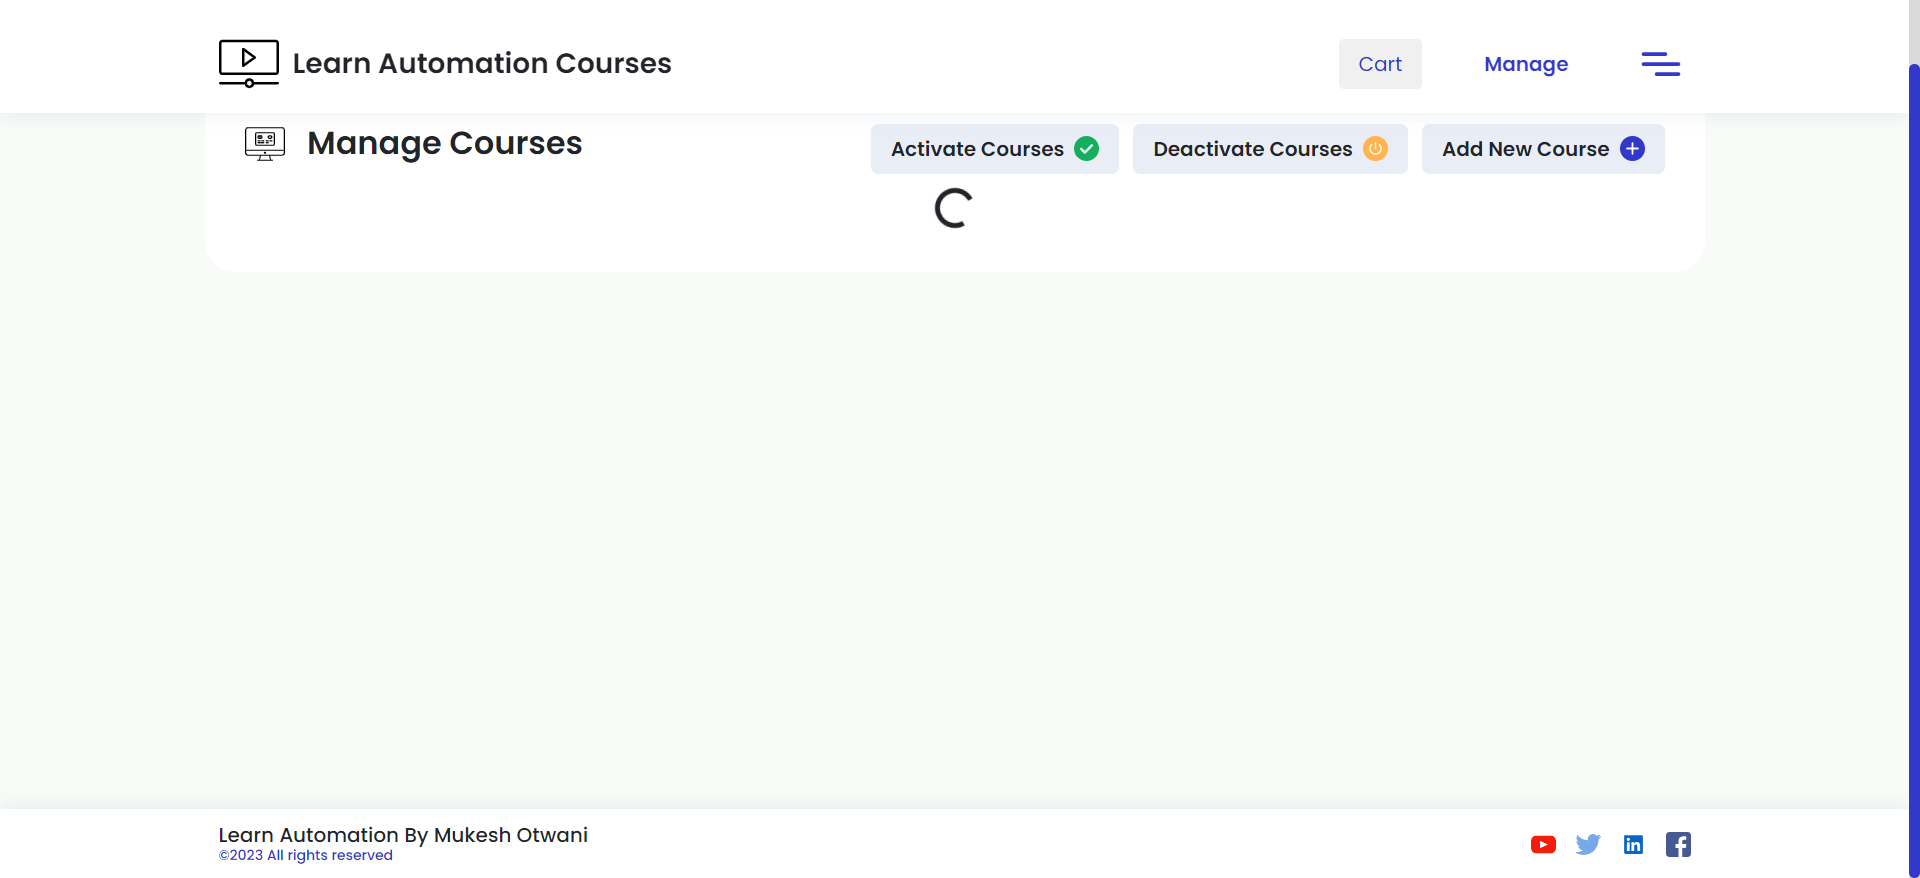 Learn Automation Courses
Cart
Manage
Manage Courses
Activate Courses
Deactivate Courses
Add New Course
Learn Automation By Mukesh Otwani
©2023 All rights reserved